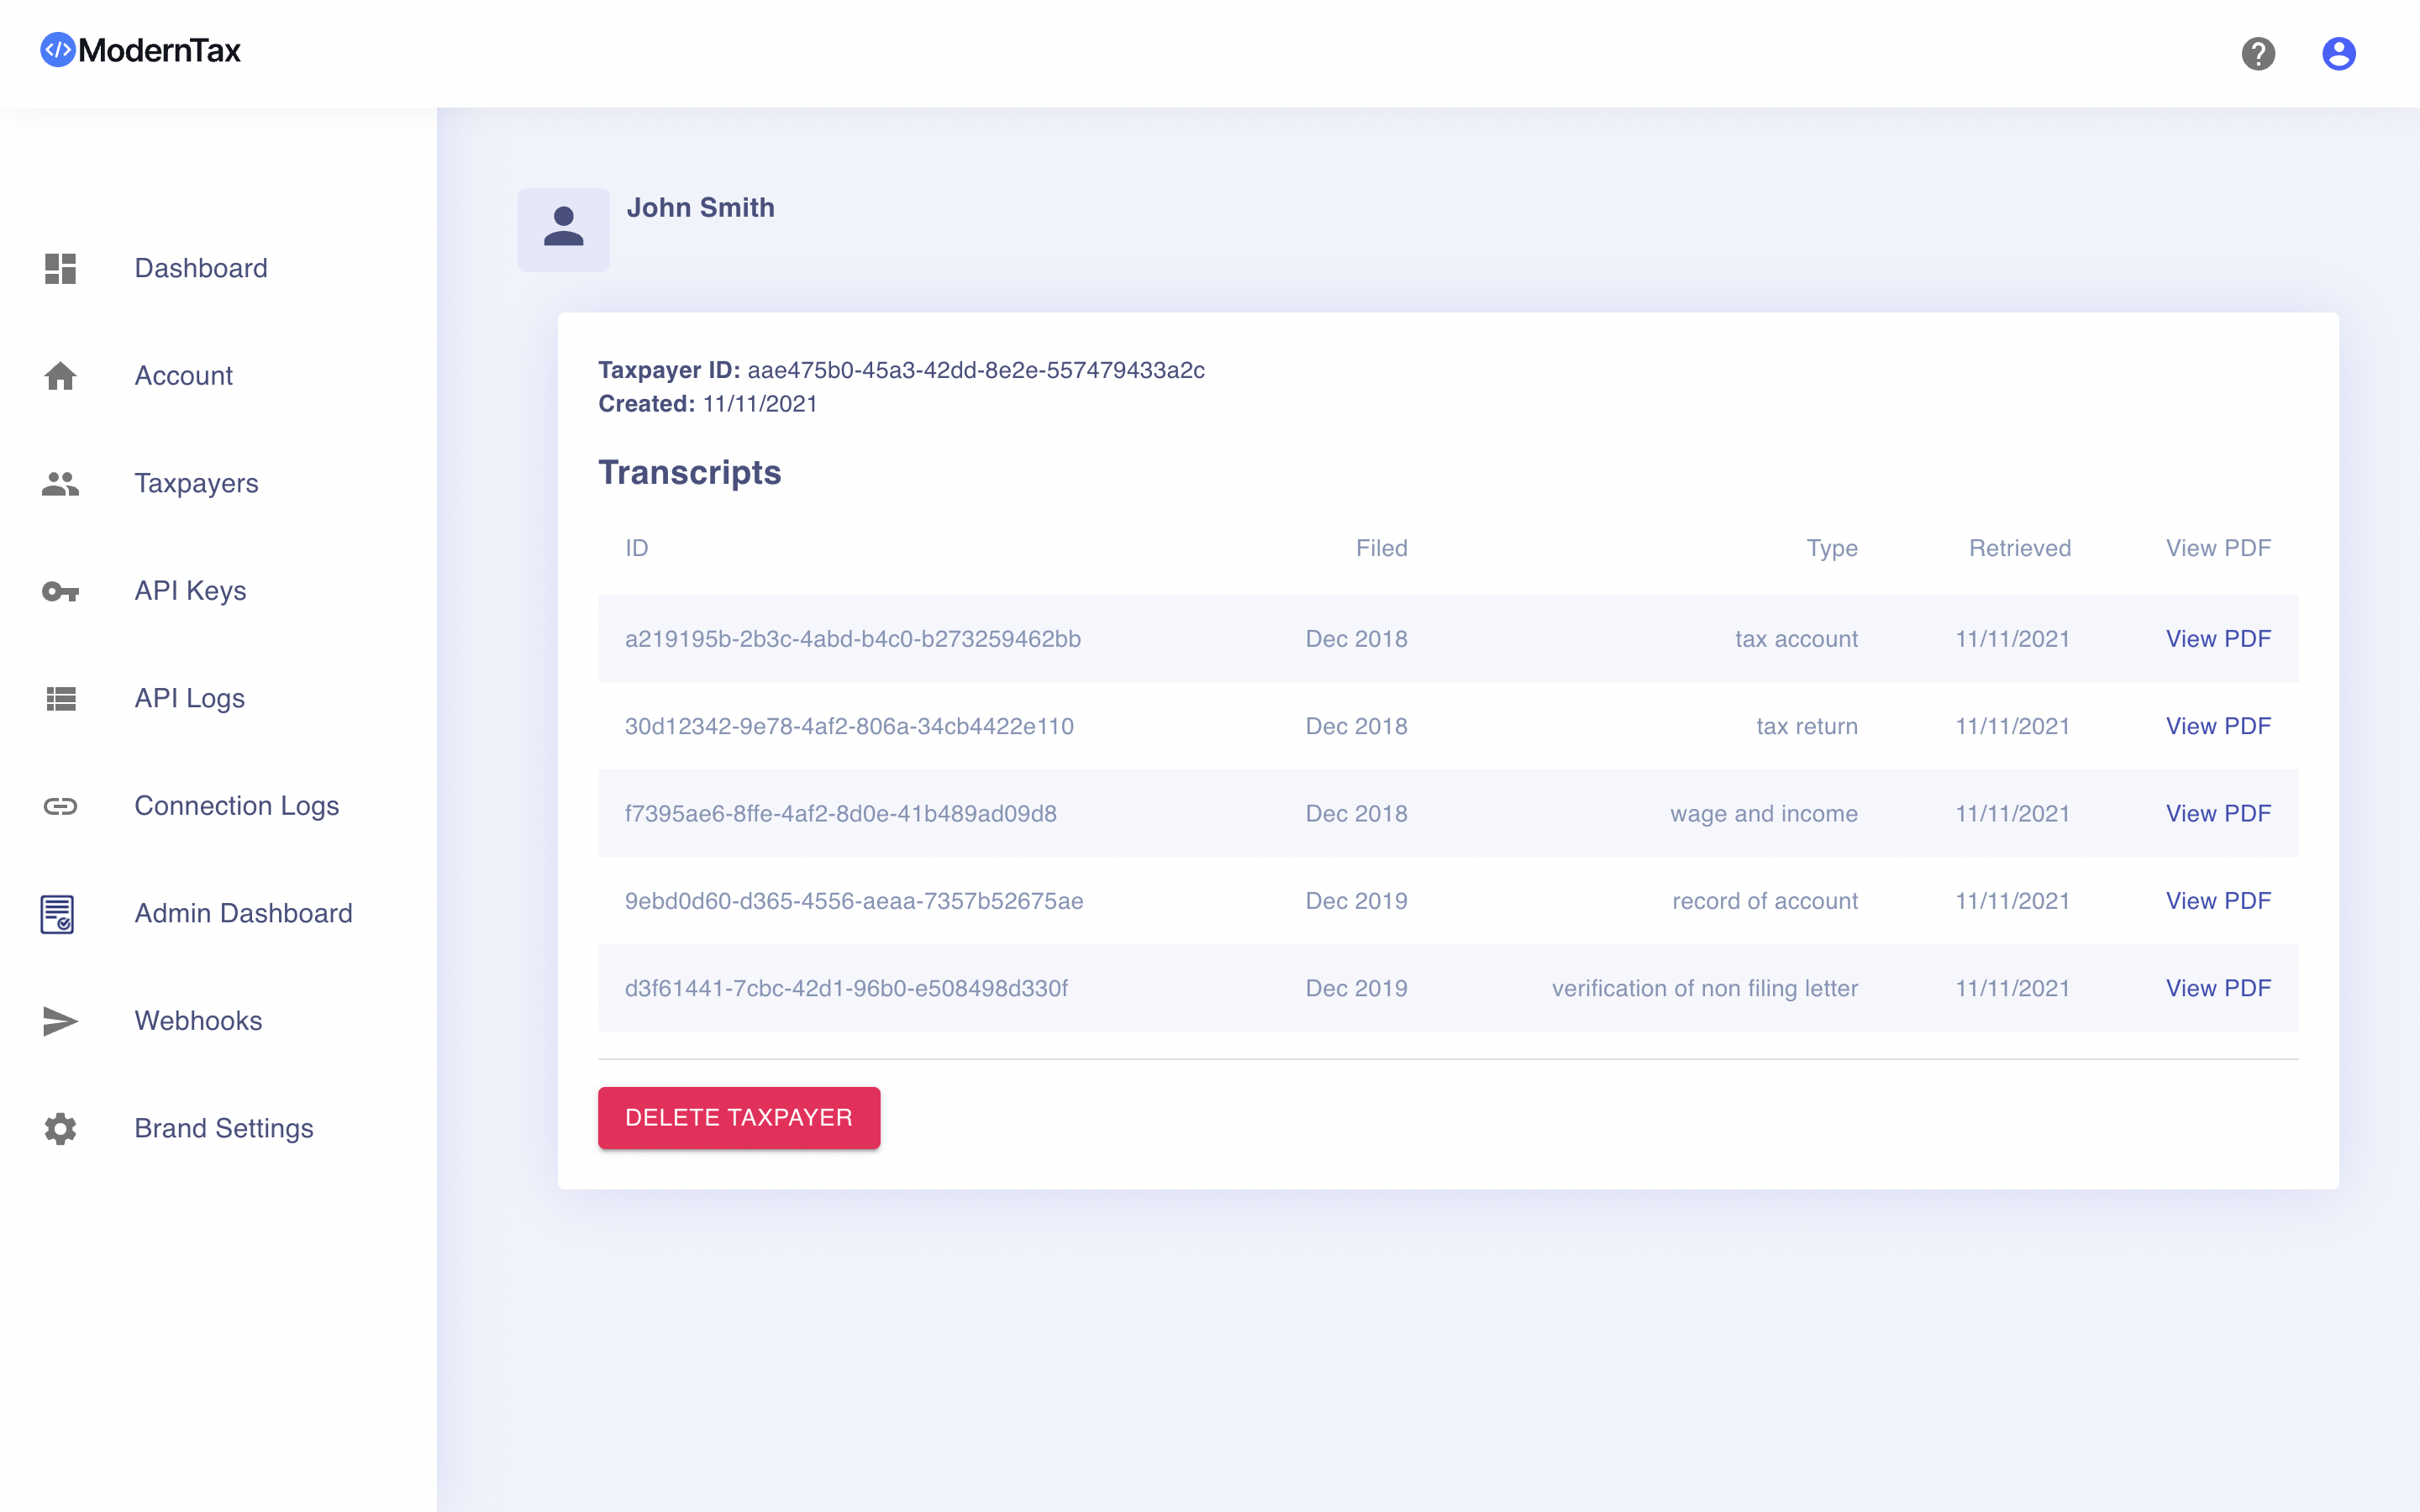 ModernTax
Dashboard
Account
Taxpayers
API Keys
API Logs
Connection Logs
Admin Dashboard
Webhooks
Brand Settings
John Smith
Taxpayer ID: aae475b0-45a3-42dd-8e2e-557479433a2c
Created: 11/11/2021
Transcripts
ID Filed Type Retrieved View PDF
a219195b-2b3c-4abd-b4c0-b273259462bb Dec 2018 tax account 11/11/2021 View PDF
30d12342-9e78-4af2-806a-34cb4422e110 Dec 2018 tax return 11/11/2021 View PDF
f7395ae6-8ffe-4af2-8d0e-41b489ad09d8 Dec 2018 wage and income 11/11/2021 View PDF
9ebd0d60-d365-4556-aeaa-7357b52675ae Dec 2019 record of account 11/11/2021 View PDF
d3f61441-7cbc-42d1-96b0-e508498d330f Dec 2019 verification of non filing letter 11/11/2021 View PDF
DELETE TAXPAYER